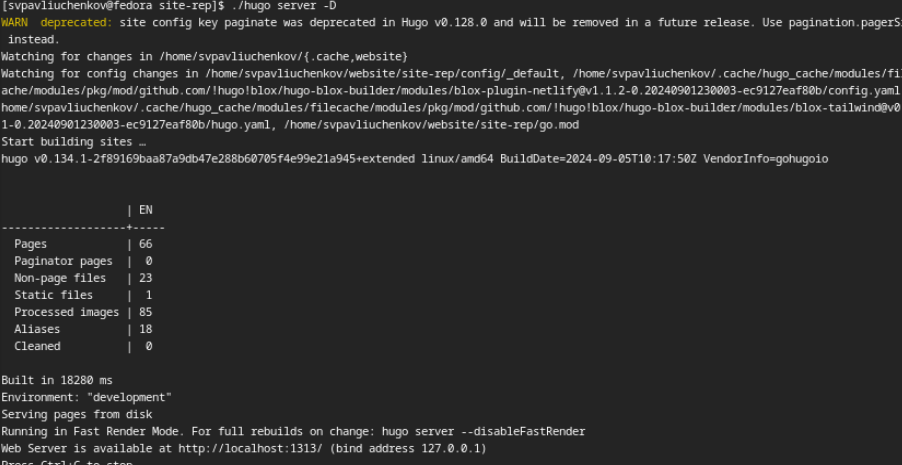 [svpavliuchenkov@fedora site-rep]$ ./hugo server -D
WARN  deprecated: site config key paginate was deprecated in Hugo v0.128.0 and will be removed in a future release. Use pagination.pagerS
 instead.
Watching for changes in /home/svpavliuchenkov/{.cache,website}
Watching for config changes in /home/svpavliuchenkov/website/site-rep/config/_default, /home/svpavliuchenkov/.cache/hugo_cache/modules/fil
ache/modules/pkg/mod/github.com/!hugo!blox/hugo-blox-builder/modules/blox-plugin-netlify@v1.1.2-0.20240901230003-ec9127eaf80b/config.yaml
home/svpavliuchenkov/.cache/hugo_cache/modules/filecache/modules/pkg/mod/github.com/!hugo!blox/hugo-blox-builder/modules/blox-tailwind@v0
1-0.20240901230003-ec9127eaf80b/hugo.yaml, /home/svpavliuchenkov/website/site-rep/go.mod
Start building sites …
hugo v0.134.1-2f89169baa87a9db47e288b60705f4e99e21a945+extended linux/amd64 BuildDate=2024-09-05T10:17:50Z VendorInfo=gohugoio
                   | EN
-------------------+-----
  Pages            | 66
  Paginator pages  |  0
  Non-page files   | 23
  Static files     |  1
  Processed images | 85
  Aliases          | 18
  Cleaned          |  0
Built in 18280 ms
Environment: "development"
Serving pages from disk
Running in Fast Render Mode. For full rebuilds on change: hugo server --disableFastRender
Web Server is available at http://localhost:1313/ (bind address 127.0.0.1)
Press Ctrl+C to stop